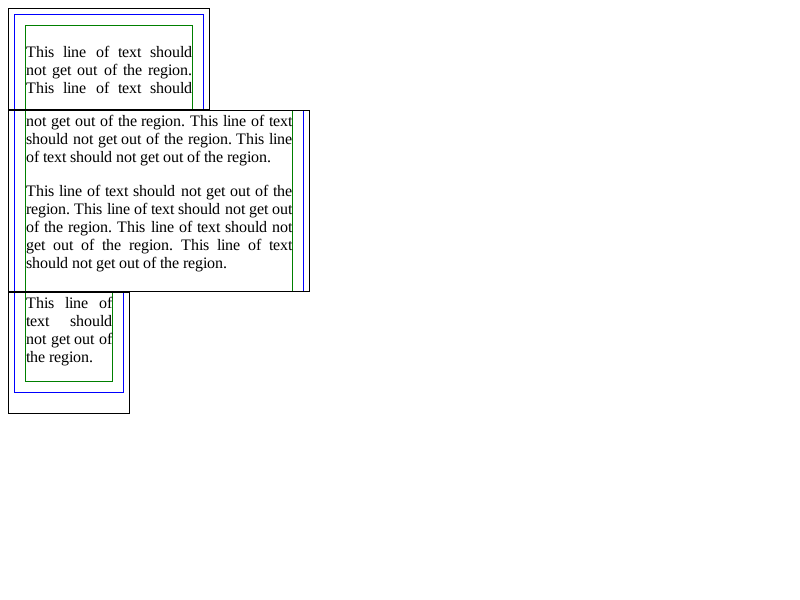 This line of text should
not get out of the region.
This line of text should
not get out of the region. This line of text
should not get out of the region. This line
of text should not get out of the region.
This line of text should not get out of the
region. This line of text should not get out
of the region. This line of text should not
get out of the region. This line of text
should not get out of the region.
This line of
text should
not get out of
the region.